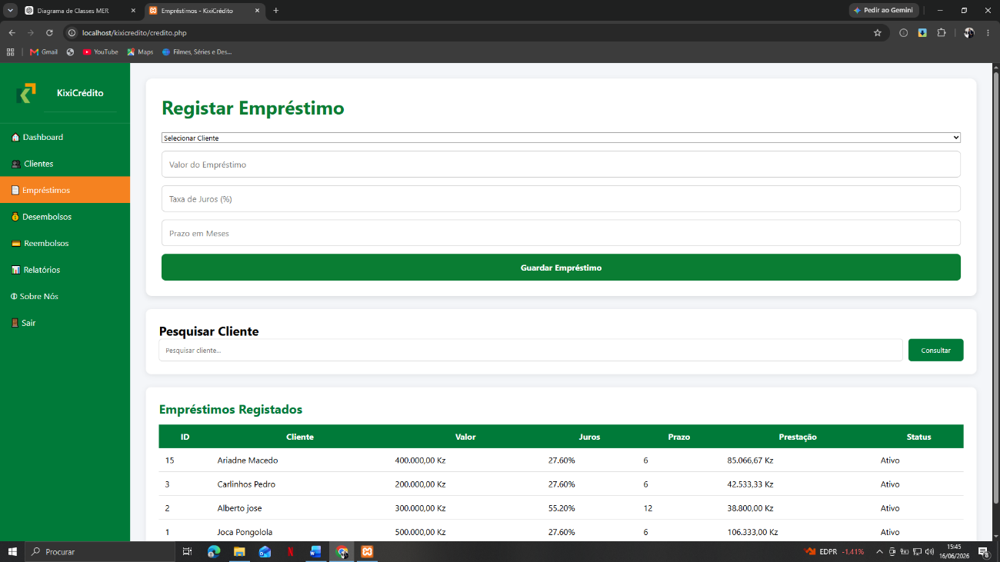 Diagrama de Classes MER
Empréstimos - KixiCrédito
Pedir ao Gemini
localhost/kixicredito/credito.php
Gmail
YouTube
Maps
Filmes, Séries e Des...
KixiCrédito
Dashboard
Clientes
Empréstimos
Desembolsos
Reembolsos
Relatórios
Sobre Nós
Sair
Registar Empréstimo
Selecionar Cliente
Valor do Empréstimo
Taxa de Juros (%)
Prazo em Meses
Guardar Empréstimo
Pesquisar Cliente
Pesquisar cliente...
Consultar
Empréstimos Registados
ID Cliente Valor Juros Prazo Prestação Status
15 Ariadne Macedo 400.000,00 Kz 27.60% 6 85.066,67 Kz Ativo
3 Carlinhos Pedro 200.000,00 Kz 27.60% 6 42.533,33 Kz Ativo
2 Alberto jose 300.000,00 Kz 55.20% 12 38.800,00 Kz Ativo
1 Joca Pongolola 500.000,00 Kz 27.60% 6 106.333,00 Kz Ativo
Procurar
EDPR -1.41%
15:45
16/06/2026
8